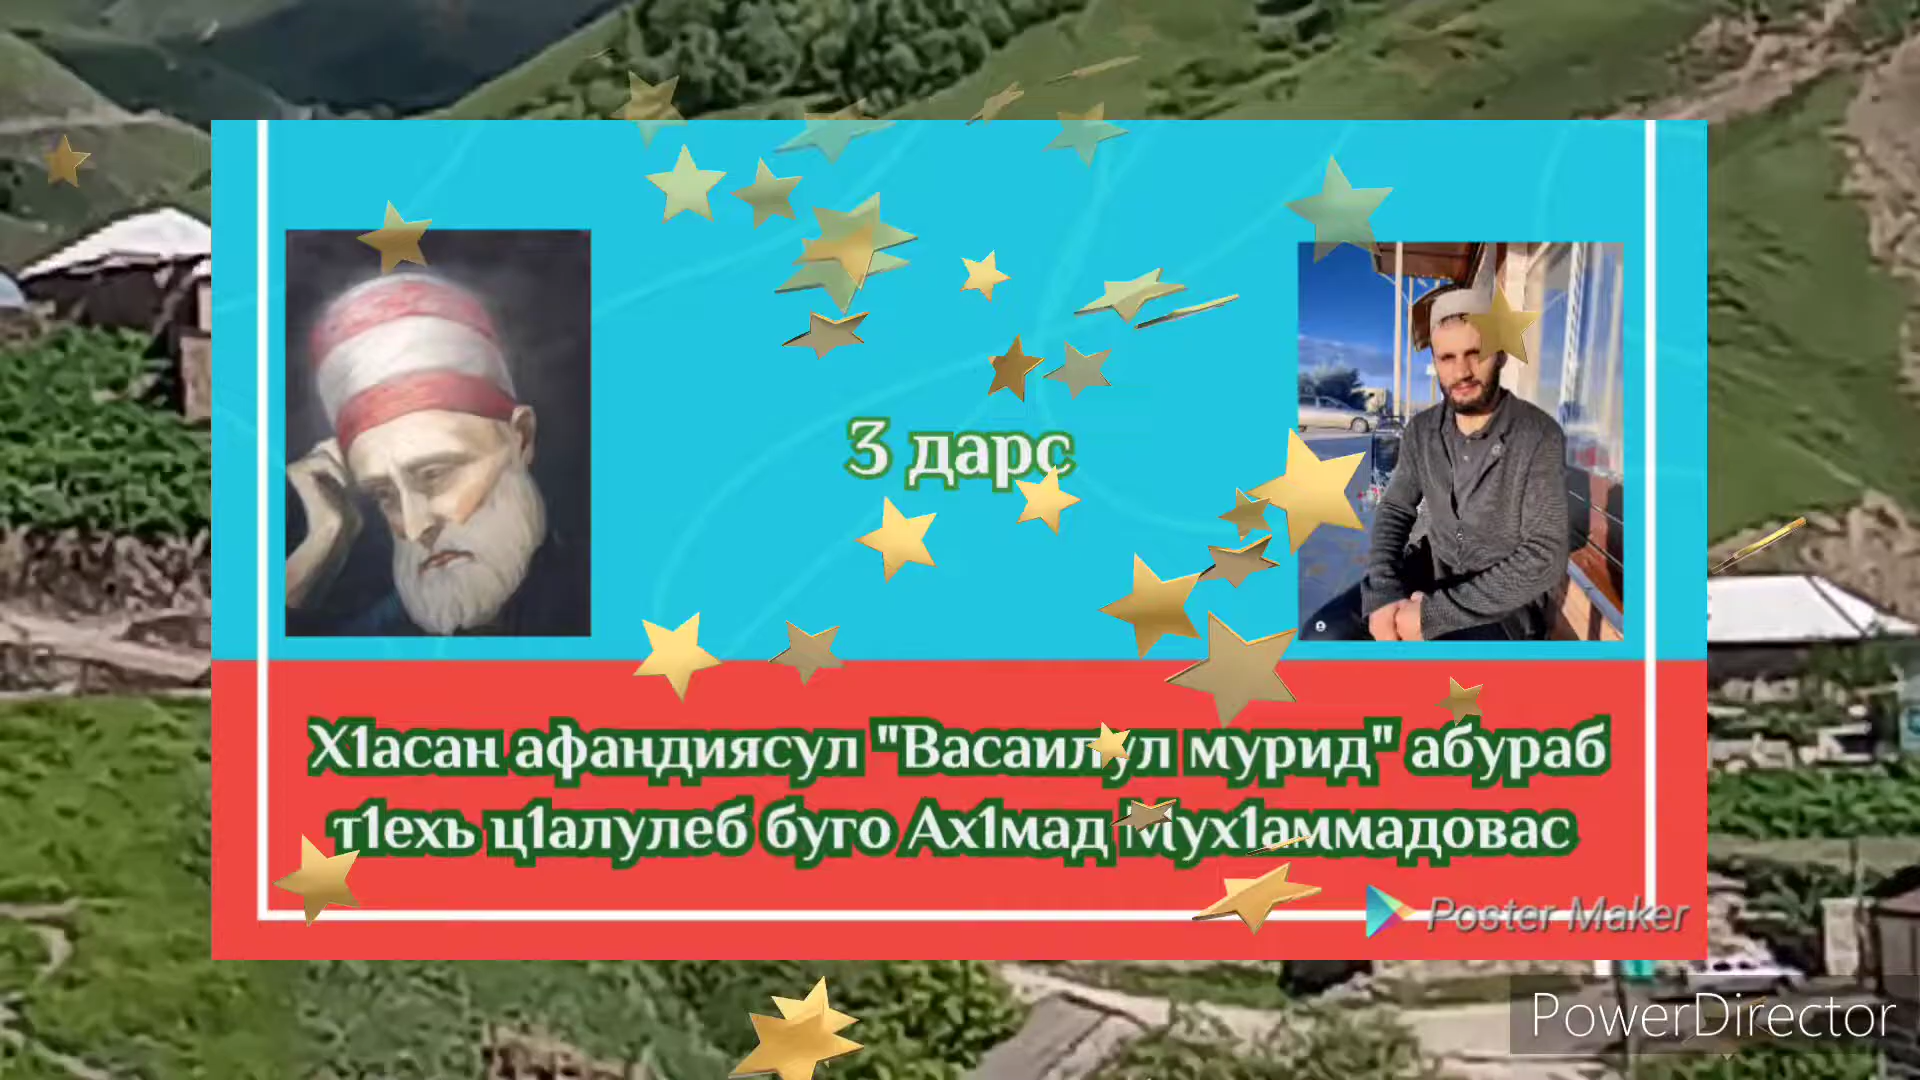 3 дарс
Х1асан афандиясул "Васаилул мурид" абураб
т1ехь ц1алулеб буго Ах1мад Мух1аммадовас
Poster Maker
PowerDirector